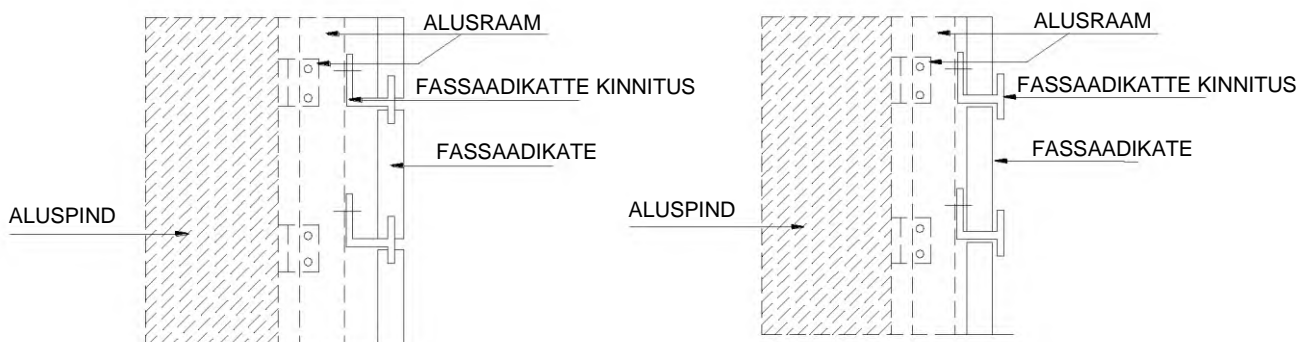 ALUSRAAM
FASSAADIKATTE KINNITUS
FASSAADIKATE
ALUSPIND
ALUSRAAM
FASSAADIKATTE KINNITUS
FASSAADIKATE
ALUSPIND